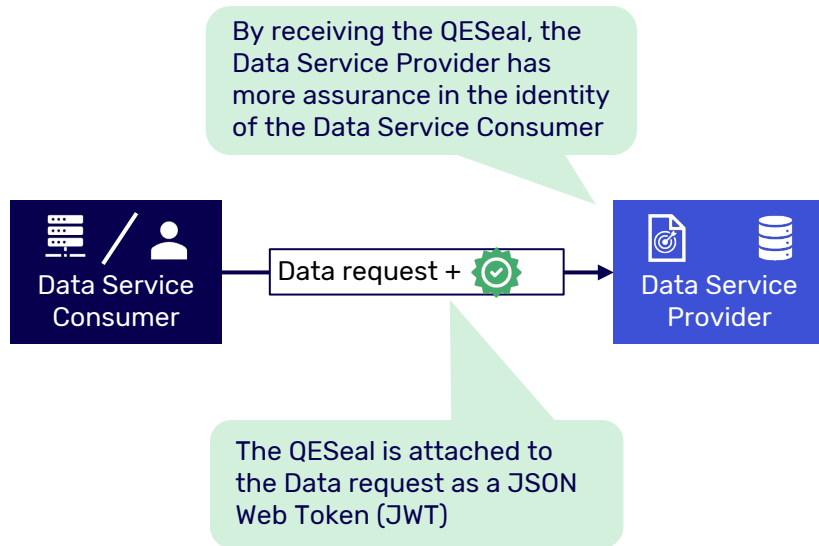 By receiving the QESeal, the
Data Service Provider has
more assurance in the identity
of the Data Service Consumer
Data Service
Consumer
Data request +
Data Service
Provider
The QESeal is attached to
the Data request as a JSON
Web Token (JWT)